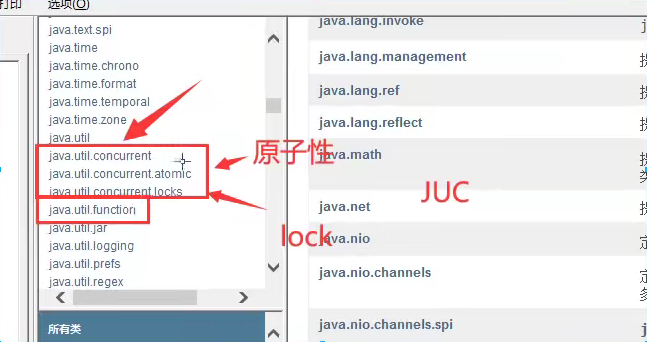 打印 选项(O)
java.text.spi
java.time
java.time.chrono
java.time.format
java.time.temporal
java.time.zone
java.util
java.util.concurrent
java.util.concurrent.atomic
java.util.concurrent.locks
java.util.function
java.util.jar
java.util.logging
java.util.prefs
java.util.regex
所有类
原子性
lock
JUC
java.lang.invoke
java.lang.management
java.lang.ref
java.lang.reflect
java.math
java.net
java.nio
java.nio.channels
java.nio.channels.spi